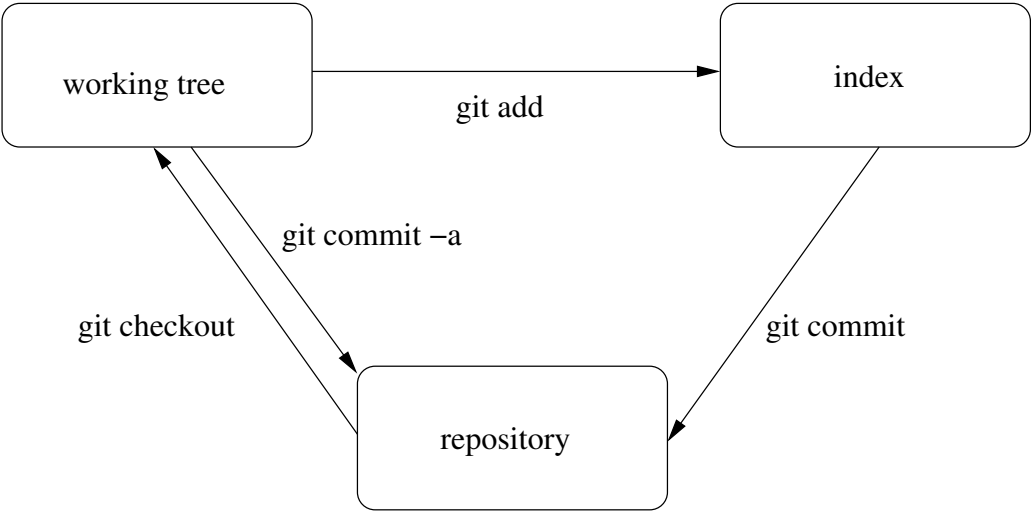 working tree
index
git add
git commit −a
git checkout
git commit
repository